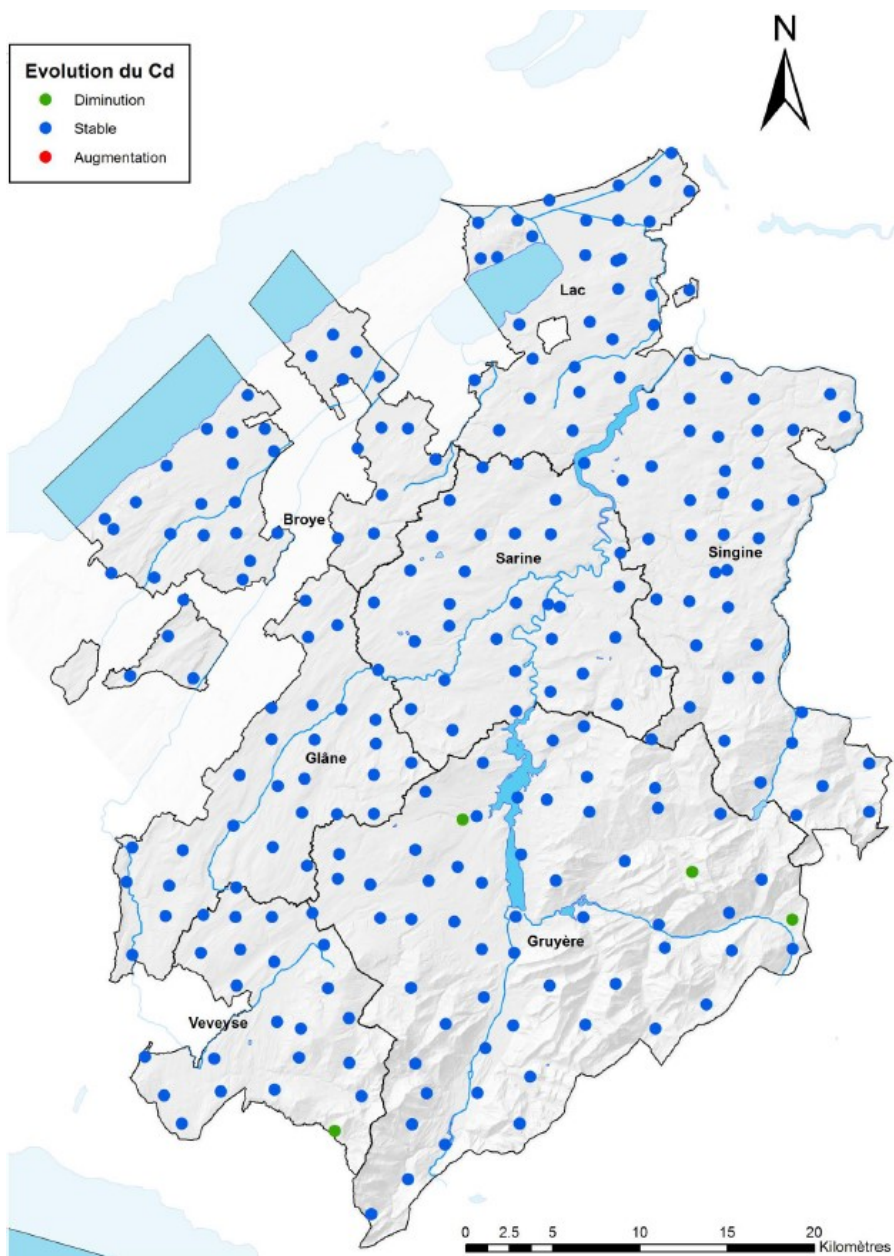 N
Evolution du Cd
Diminution
Stable
Augmentation
Lac
Broye
Sarine
Singine
Glâne
Gruyère
Veveyse
0 2.5 5 10 15 20
Kilomètres